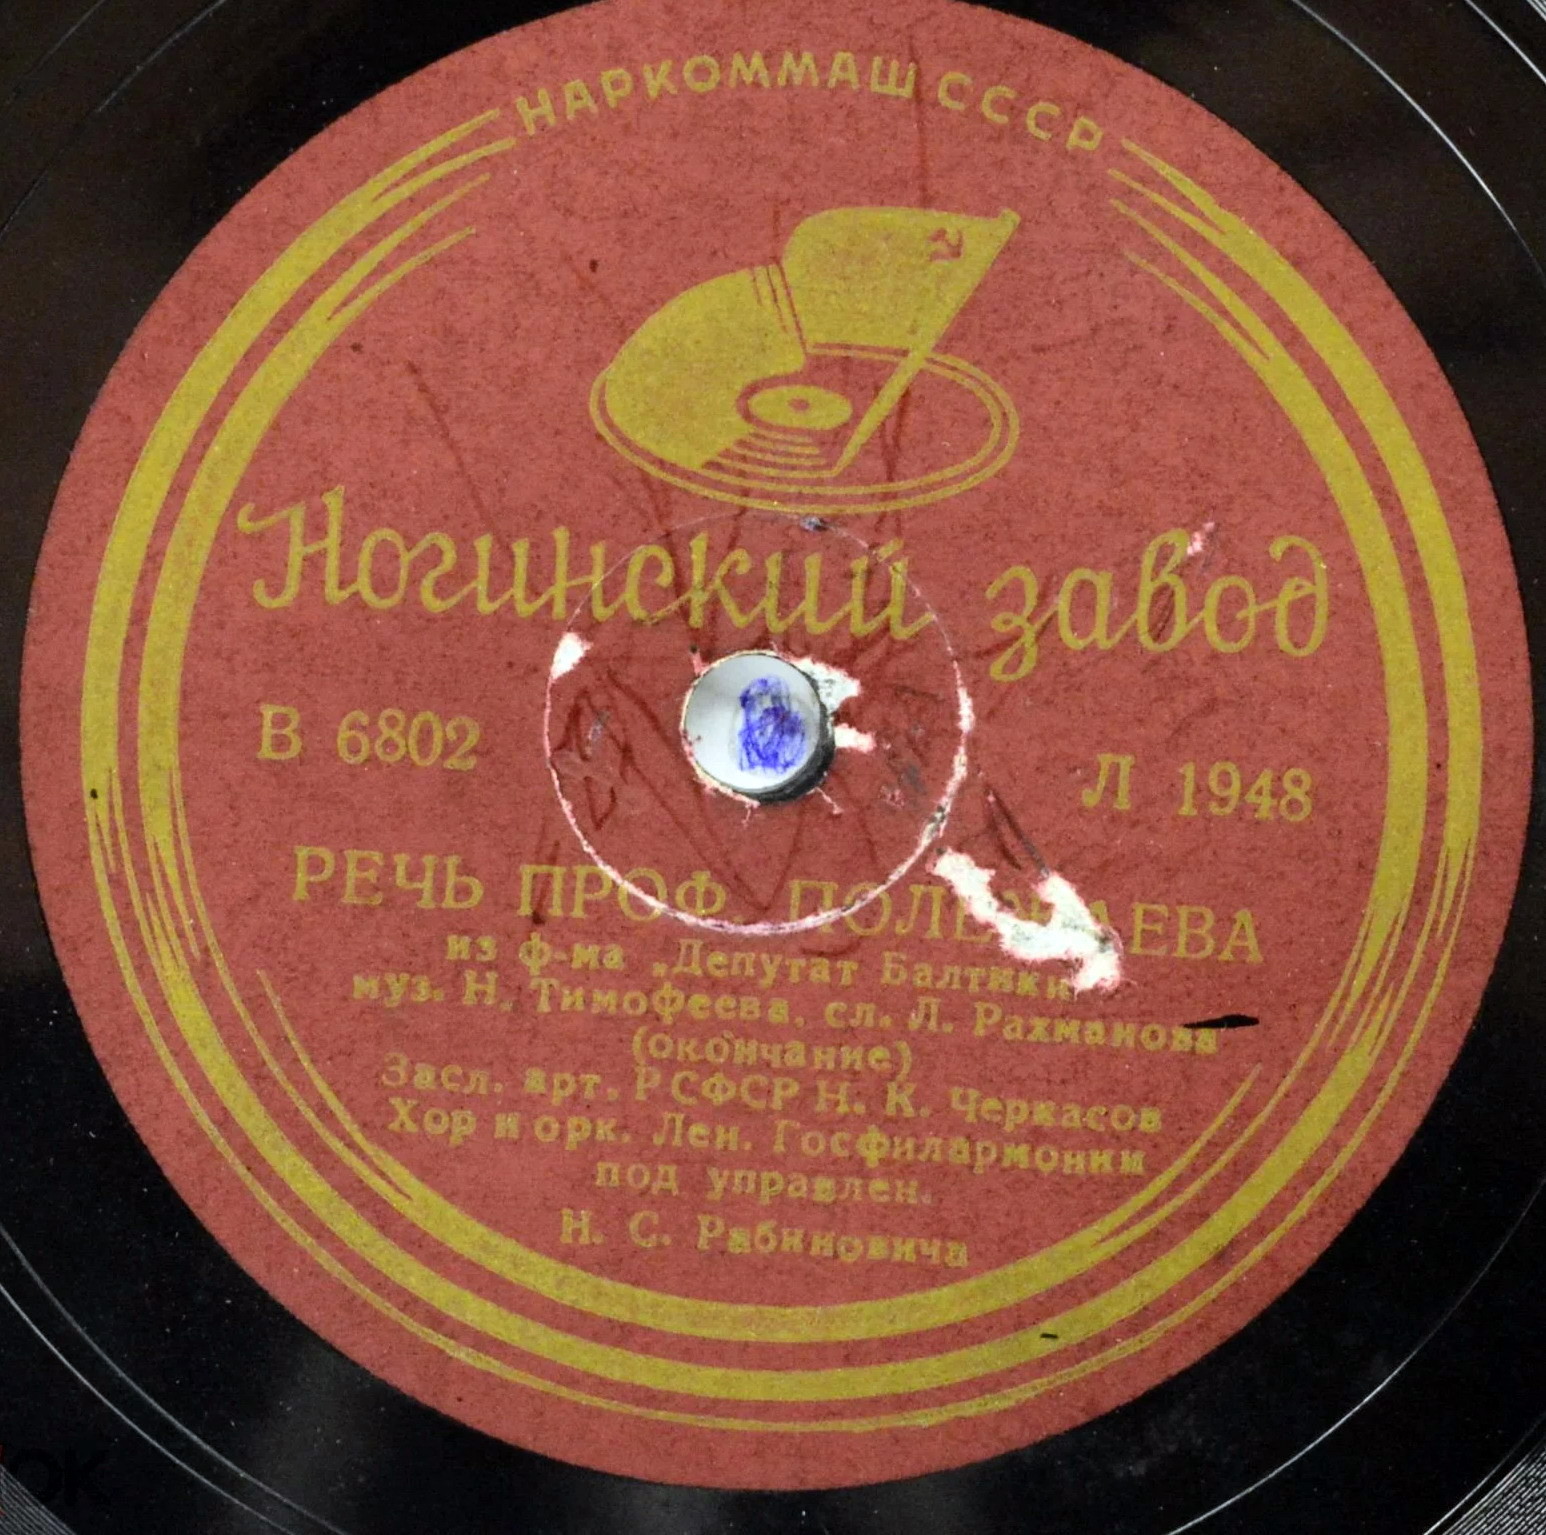 НАРКОММАШ СССР
Ногинский завод
В 6802
Л 1948
РЕЧЬ ПРОФ. ПОЛЕЖАЕВА
из ф-ма „Депутат Балтики"
муз. Н. Тимофеева, сл. Л. Рахманова
(окончание)
Засл. арт. РСФСР Н. К. Черкасов
Хор и орк. Лен. Госфилармонии
под управлен.
Н. С. Рабиновича